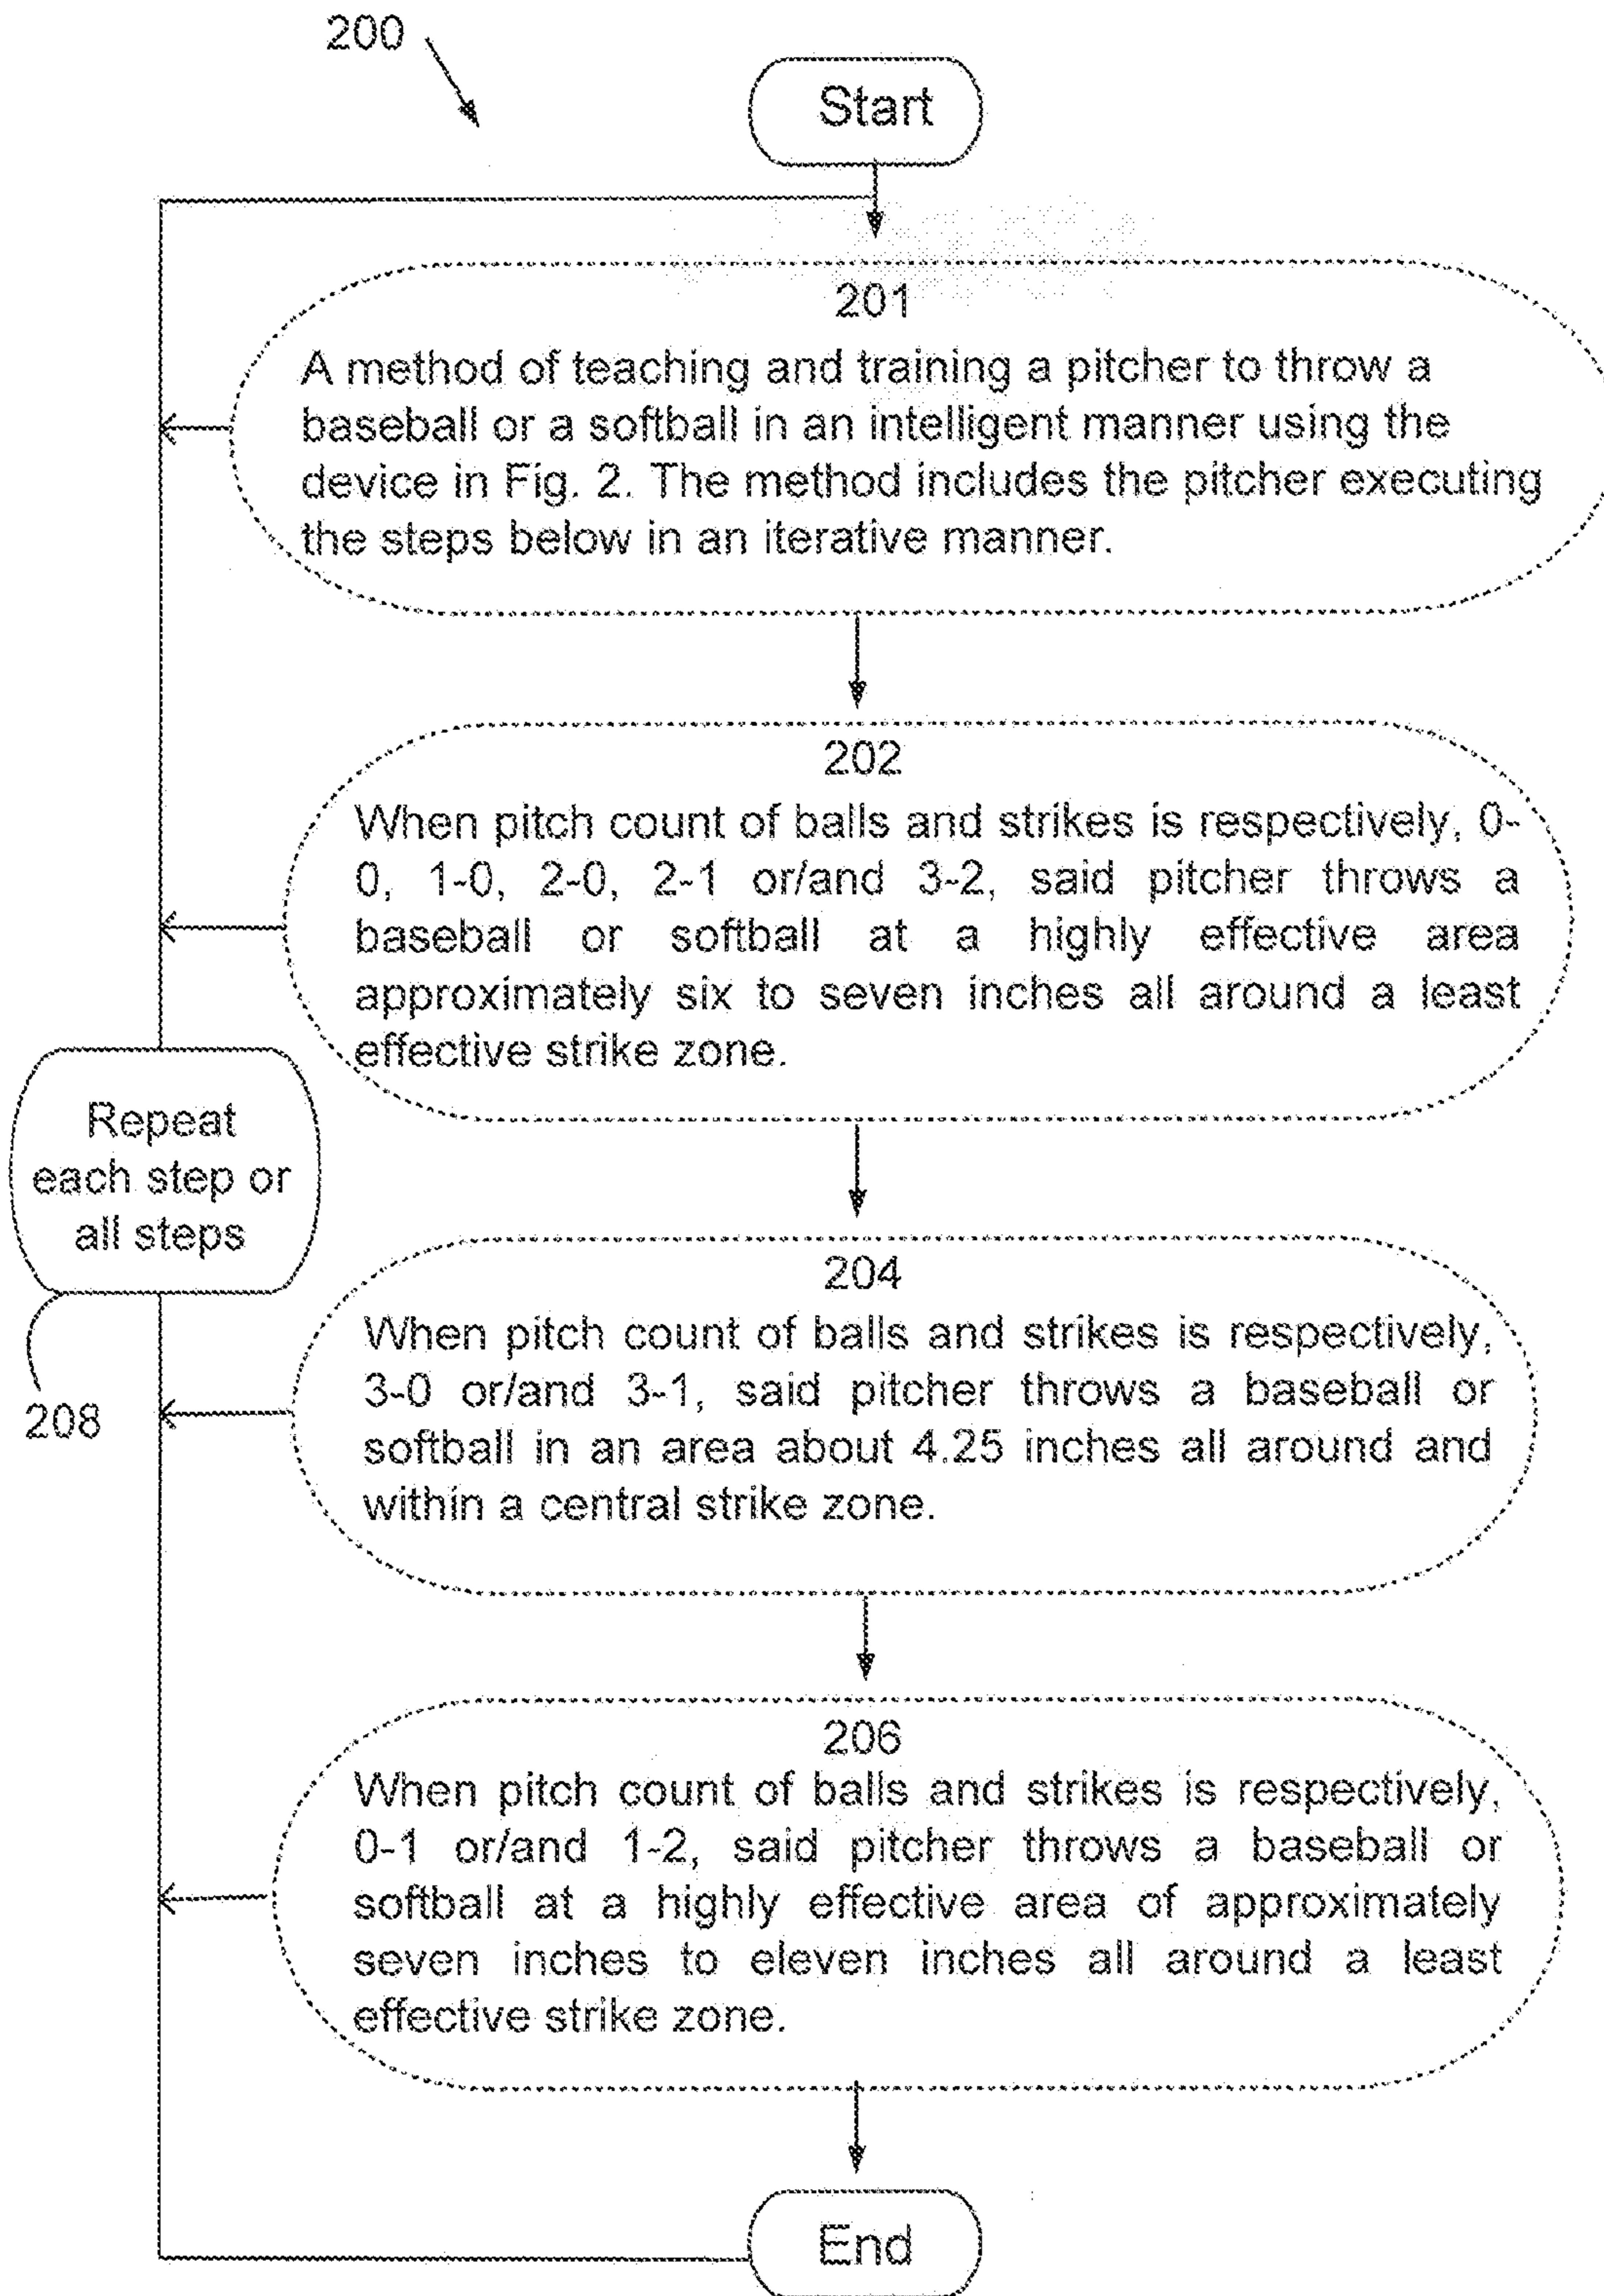 200
Start
201
A method of teaching and training a pitcher to throw a
baseball or a softball in an intelligent manner using the
device in Fig. 2. The method includes the pitcher executing
the steps below in an iterative manner.
202
When pitch count of balls and strikes is respectively, 0-
0, 1-0, 2-0, 2-1 or/and 3-2, said pitcher throws a
baseball or softball at a highly effective area
approximately six to seven inches all around a least
effective strike zone.
Repeat
each step or
all steps
208
204
When pitch count of balls and strikes is respectively,
3-0 or/and 3-1, said pitcher throws a baseball or
softball in an area about 4.25 inches all around and
within a central strike zone.
206
When pitch count of balls and strikes is respectively,
0-1 or/and 1-2, said pitcher throws a baseball or
softball at a highly effective area of approximately
seven inches to eleven inches all around a least
effective strike zone.
End